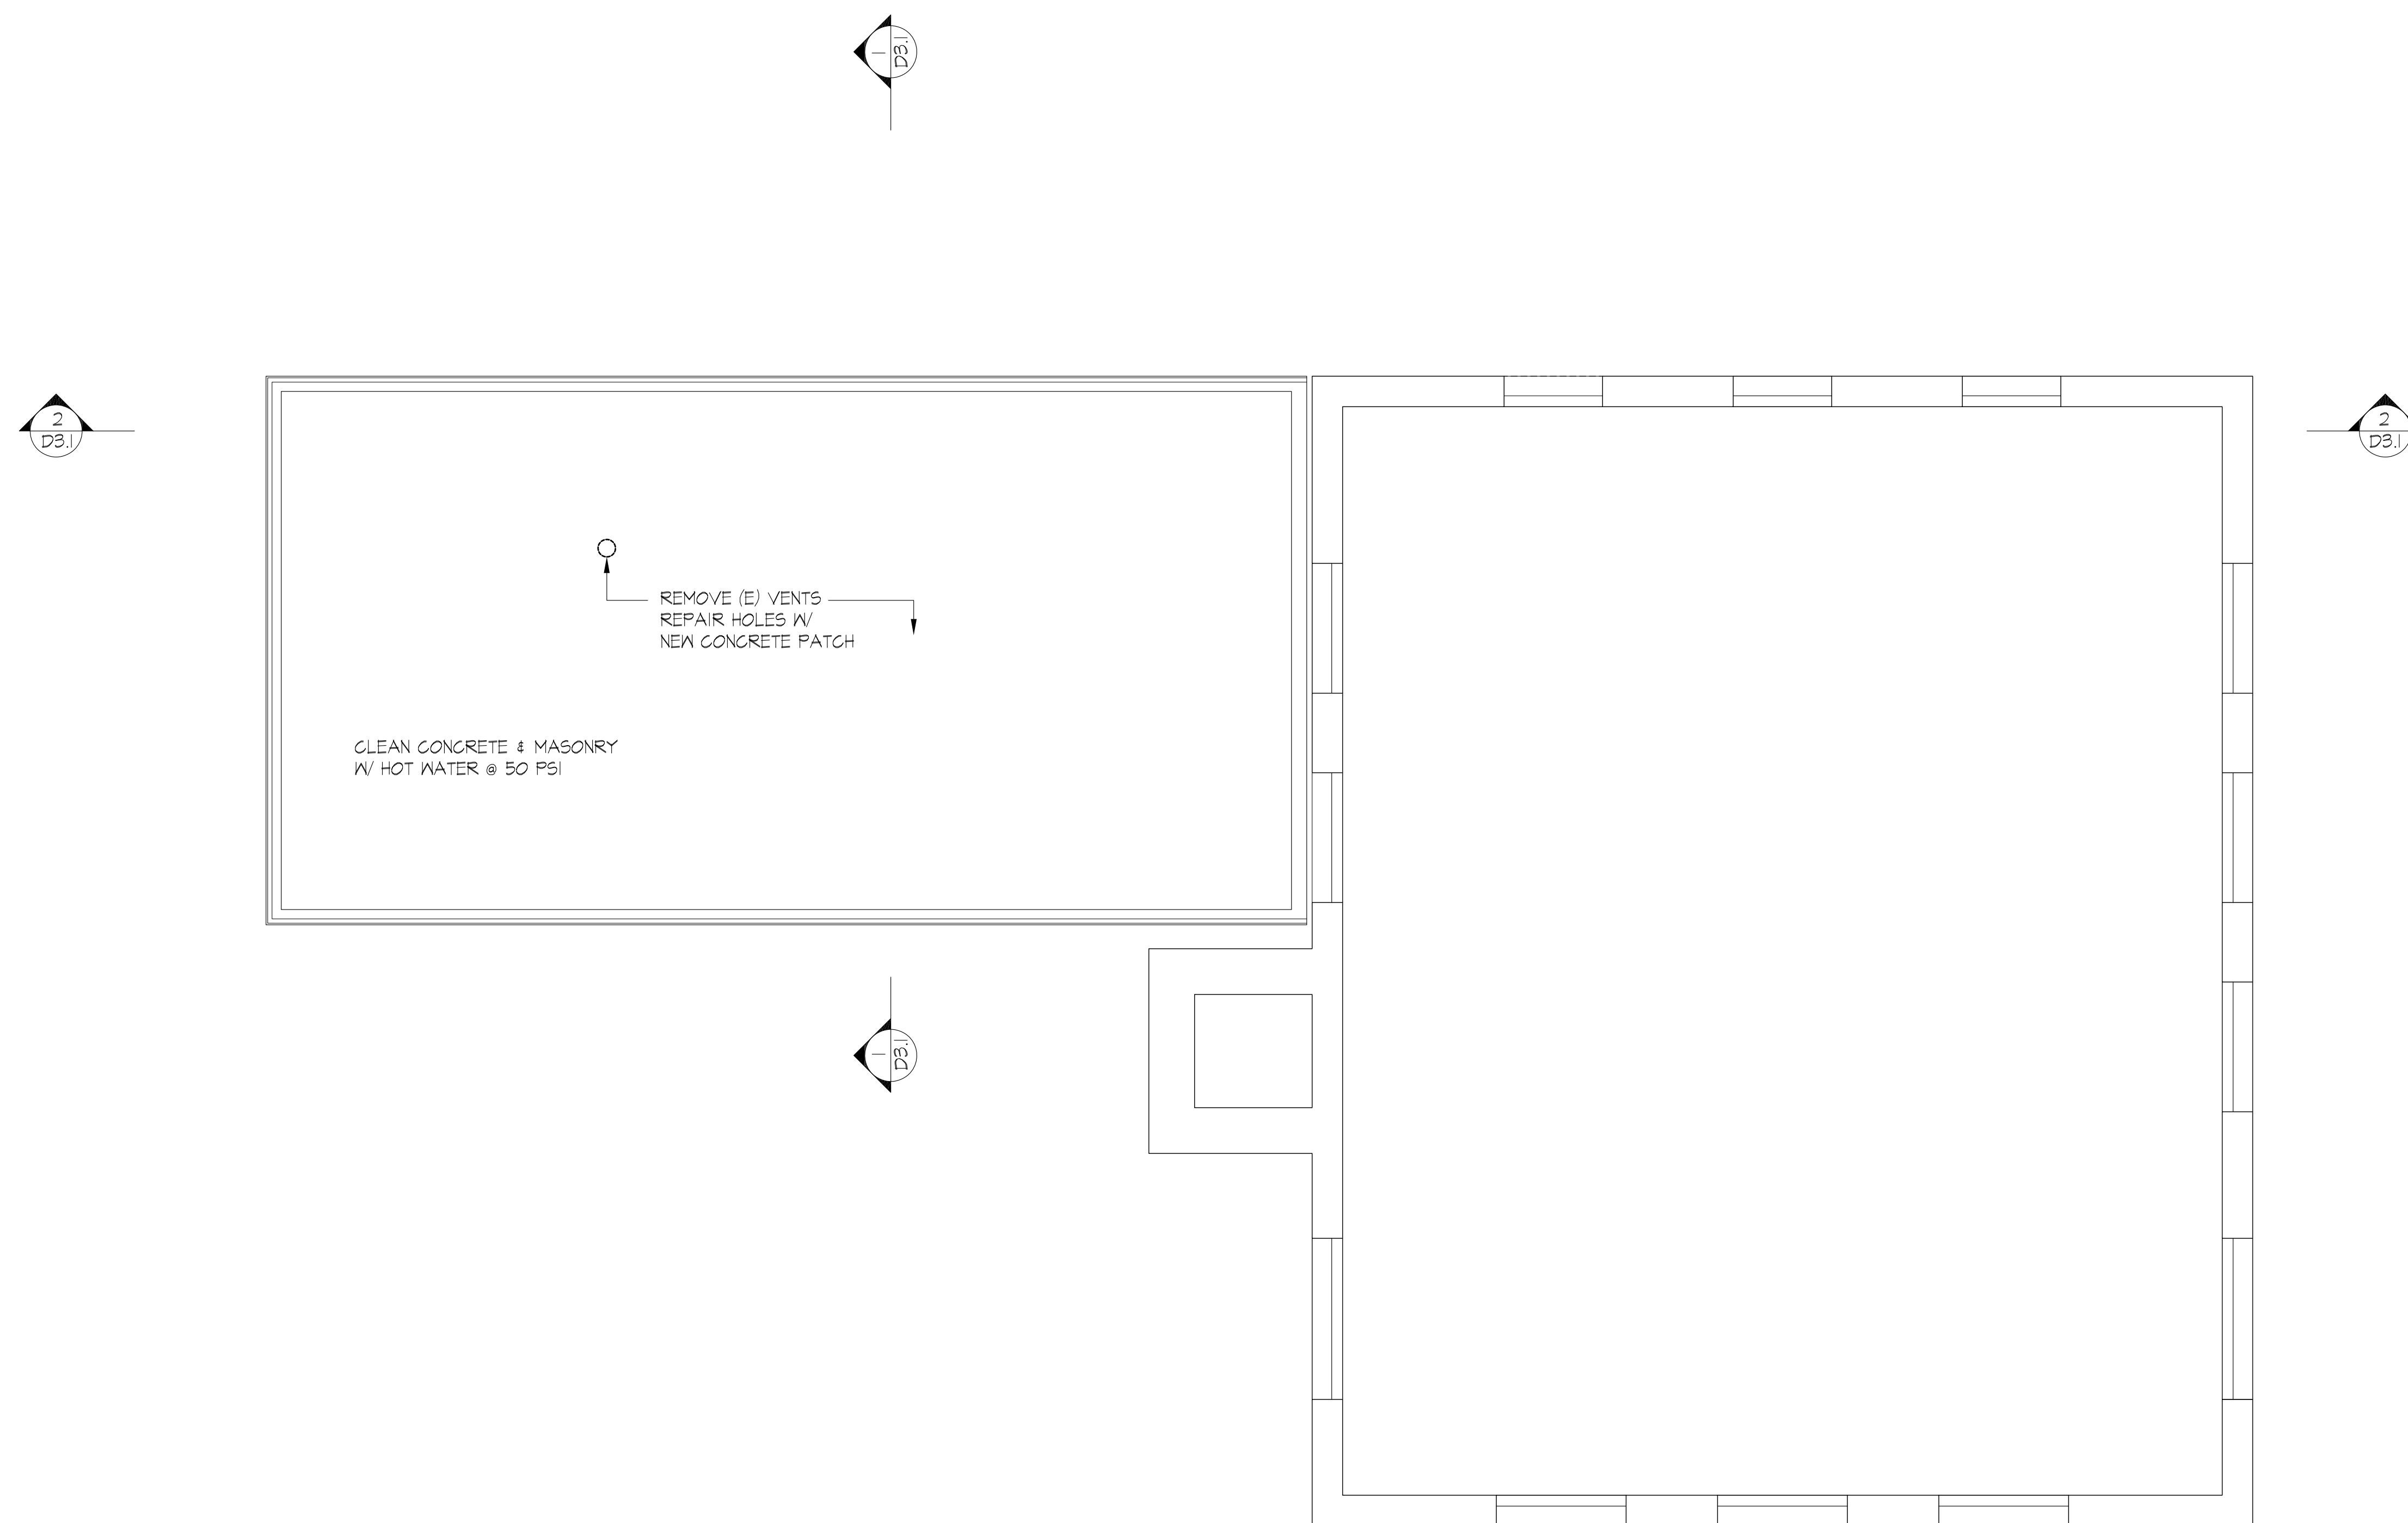 1
D3.1
2
D3.1
2
D3.1
REMOVE (E) VENTS
REPAIR HOLES W/
NEW CONCRETE PATCH
CLEAN CONCRETE & MASONRY
W/ HOT WATER @ 50 PSI
1
D3.1